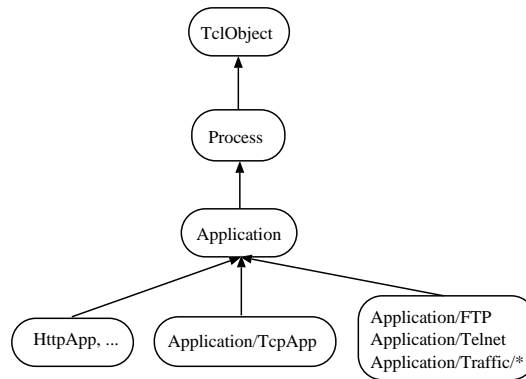 TclObject
Process
Application
HttpApp, ...
Application/TcpApp
Application/FTP
Application/Telnet
Application/Traffic/*